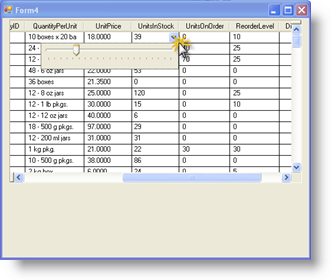 Form4
yID QuantityPerUnit UnitPrice UnitsInStock UnitsOnOrder ReorderLevel Di
10 boxes x 20 ba 18.0000 39 0 10
24 - 25
12 - 70 25
48 - 6 oz jars 22.0000 53 0 0
36 boxes 21.3500 0 0 0
12 - 8 oz jars 25.0000 120 0 25
12 - 1 lb pkgs. 30.0000 15 0 10
12 - 12 oz jars 40.0000 6 0 0
18 - 500 g pkgs. 97.0000 29 0 0
12 - 200 ml jars 31.0000 31 0 0
1 kg pkg. 21.0000 22 30 30
10 - 500 g pkgs. 38.0000 86 0 0
2 kg box 6.0000 24 0 5